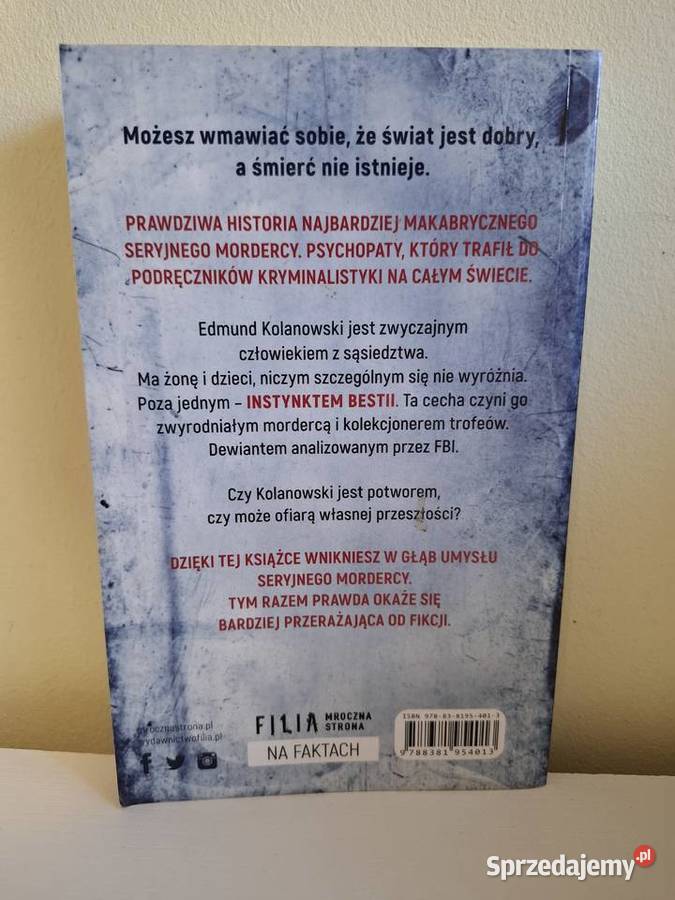 Możesz wmawiać sobie, że świat jest dobry,
a śmierć nie istnieje.
PRAWDZIWA HISTORIA NAJBARDZIEJ MAKABRYCZNEGO
SERYJNEGO MORDERCY. PSYCHOPATY, KTÓRY TRAFIŁ DO
PODRĘCZNIKÓW KRYMINALISTYKI NA CAŁYM ŚWIECIE.
Edmund Kolanowski jest zwyczajnym
człowiekiem z sąsiedztwa.
Ma żonę i dzieci, niczym szczególnym się nie wyróżnia.
Poza jednym – INSTYNKTEM BESTII. Ta cecha czyni go
zwyrodniałym mordercą i kolekcjonerem trofeów.
Dewiantem analizowanym przez FBI.
Czy Kolanowski jest potworem,
czy może ofiarą własnej przeszłości?
DZIĘKI TEJ KSIĄŻCE WNIKNIESZ W GŁĄB UMYSŁU
SERYJNEGO MORDERCY.
TYM RAZEM PRAWDA OKAŻE SIĘ
BARDZIEJ PRZERAŻAJĄCA OD FIKCJI.
mrocznastrona.pl
wydawnictwofilia.pl
FILIA MROCZNA STRONA
NA FAKTACH
ISBN 978-83-8195-401-3
9 788381 954013
Sprzedajemy.pl